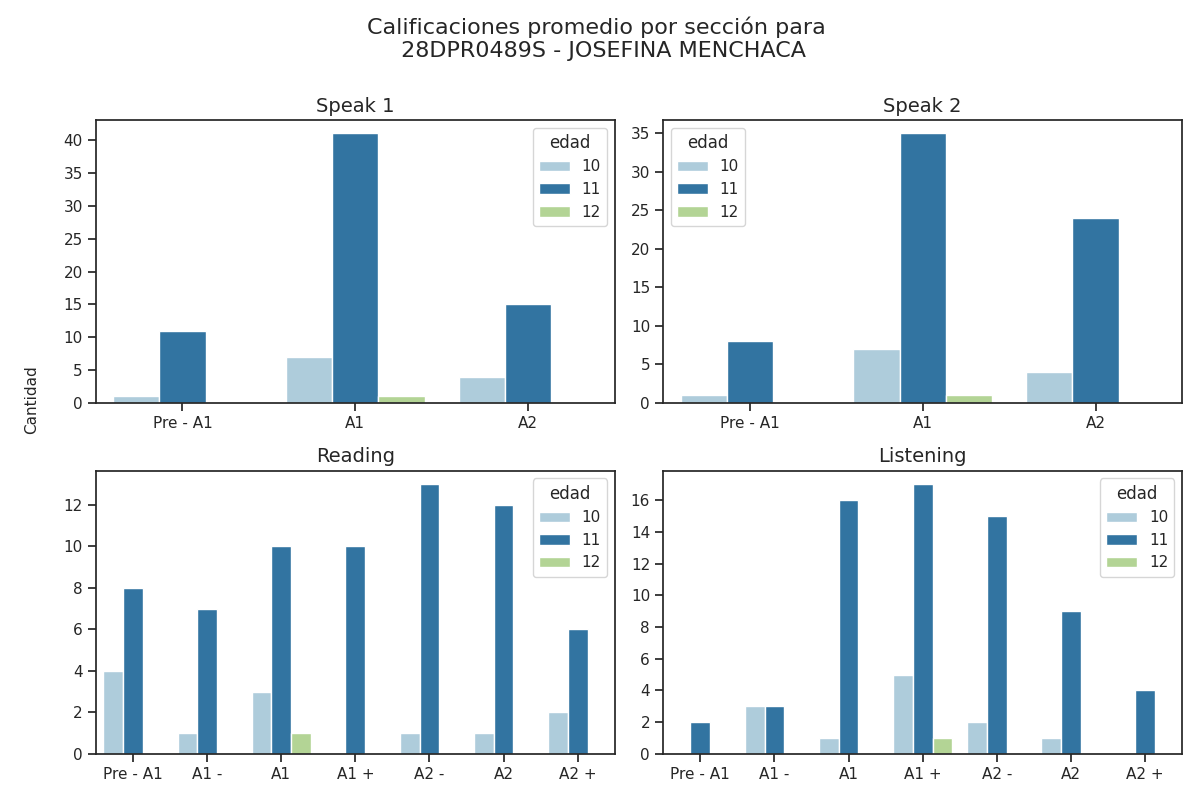 Calificaciones promedio por sección para
28DPR0489S - JOSEFINA MENCHACA
Cantidad
Speak 1
40
35
30
25
20
15
10
5
0
Pre - A1
A1
A2
edad
10
11
12
Speak 2
35
30
25
20
15
10
5
0
Pre - A1
A1
A2
edad
10
11
12
Reading
12
10
8
6
4
2
0
Pre - A1
A1 -
A1
A1 +
A2 -
A2
A2 +
edad
10
11
12
Listening
16
14
12
10
8
6
4
2
0
Pre - A1
A1 -
A1
A1 +
A2 -
A2
A2 +
edad
10
11
12